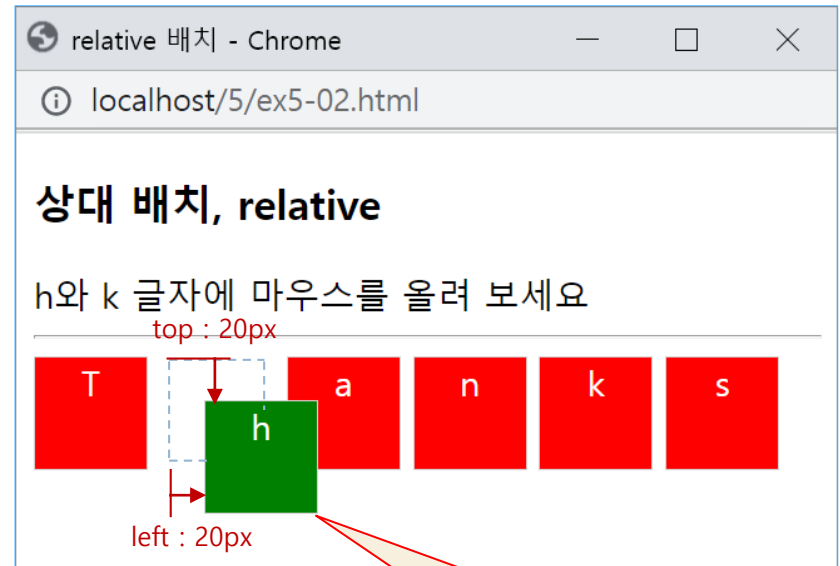 relative 배치 - Chrome
localhost/5/ex5-02.html
상대 배치, relative
h와 k 글자에 마우스를 올려 보세요
top : 20px
T
h
a
n
k
s
left : 20px